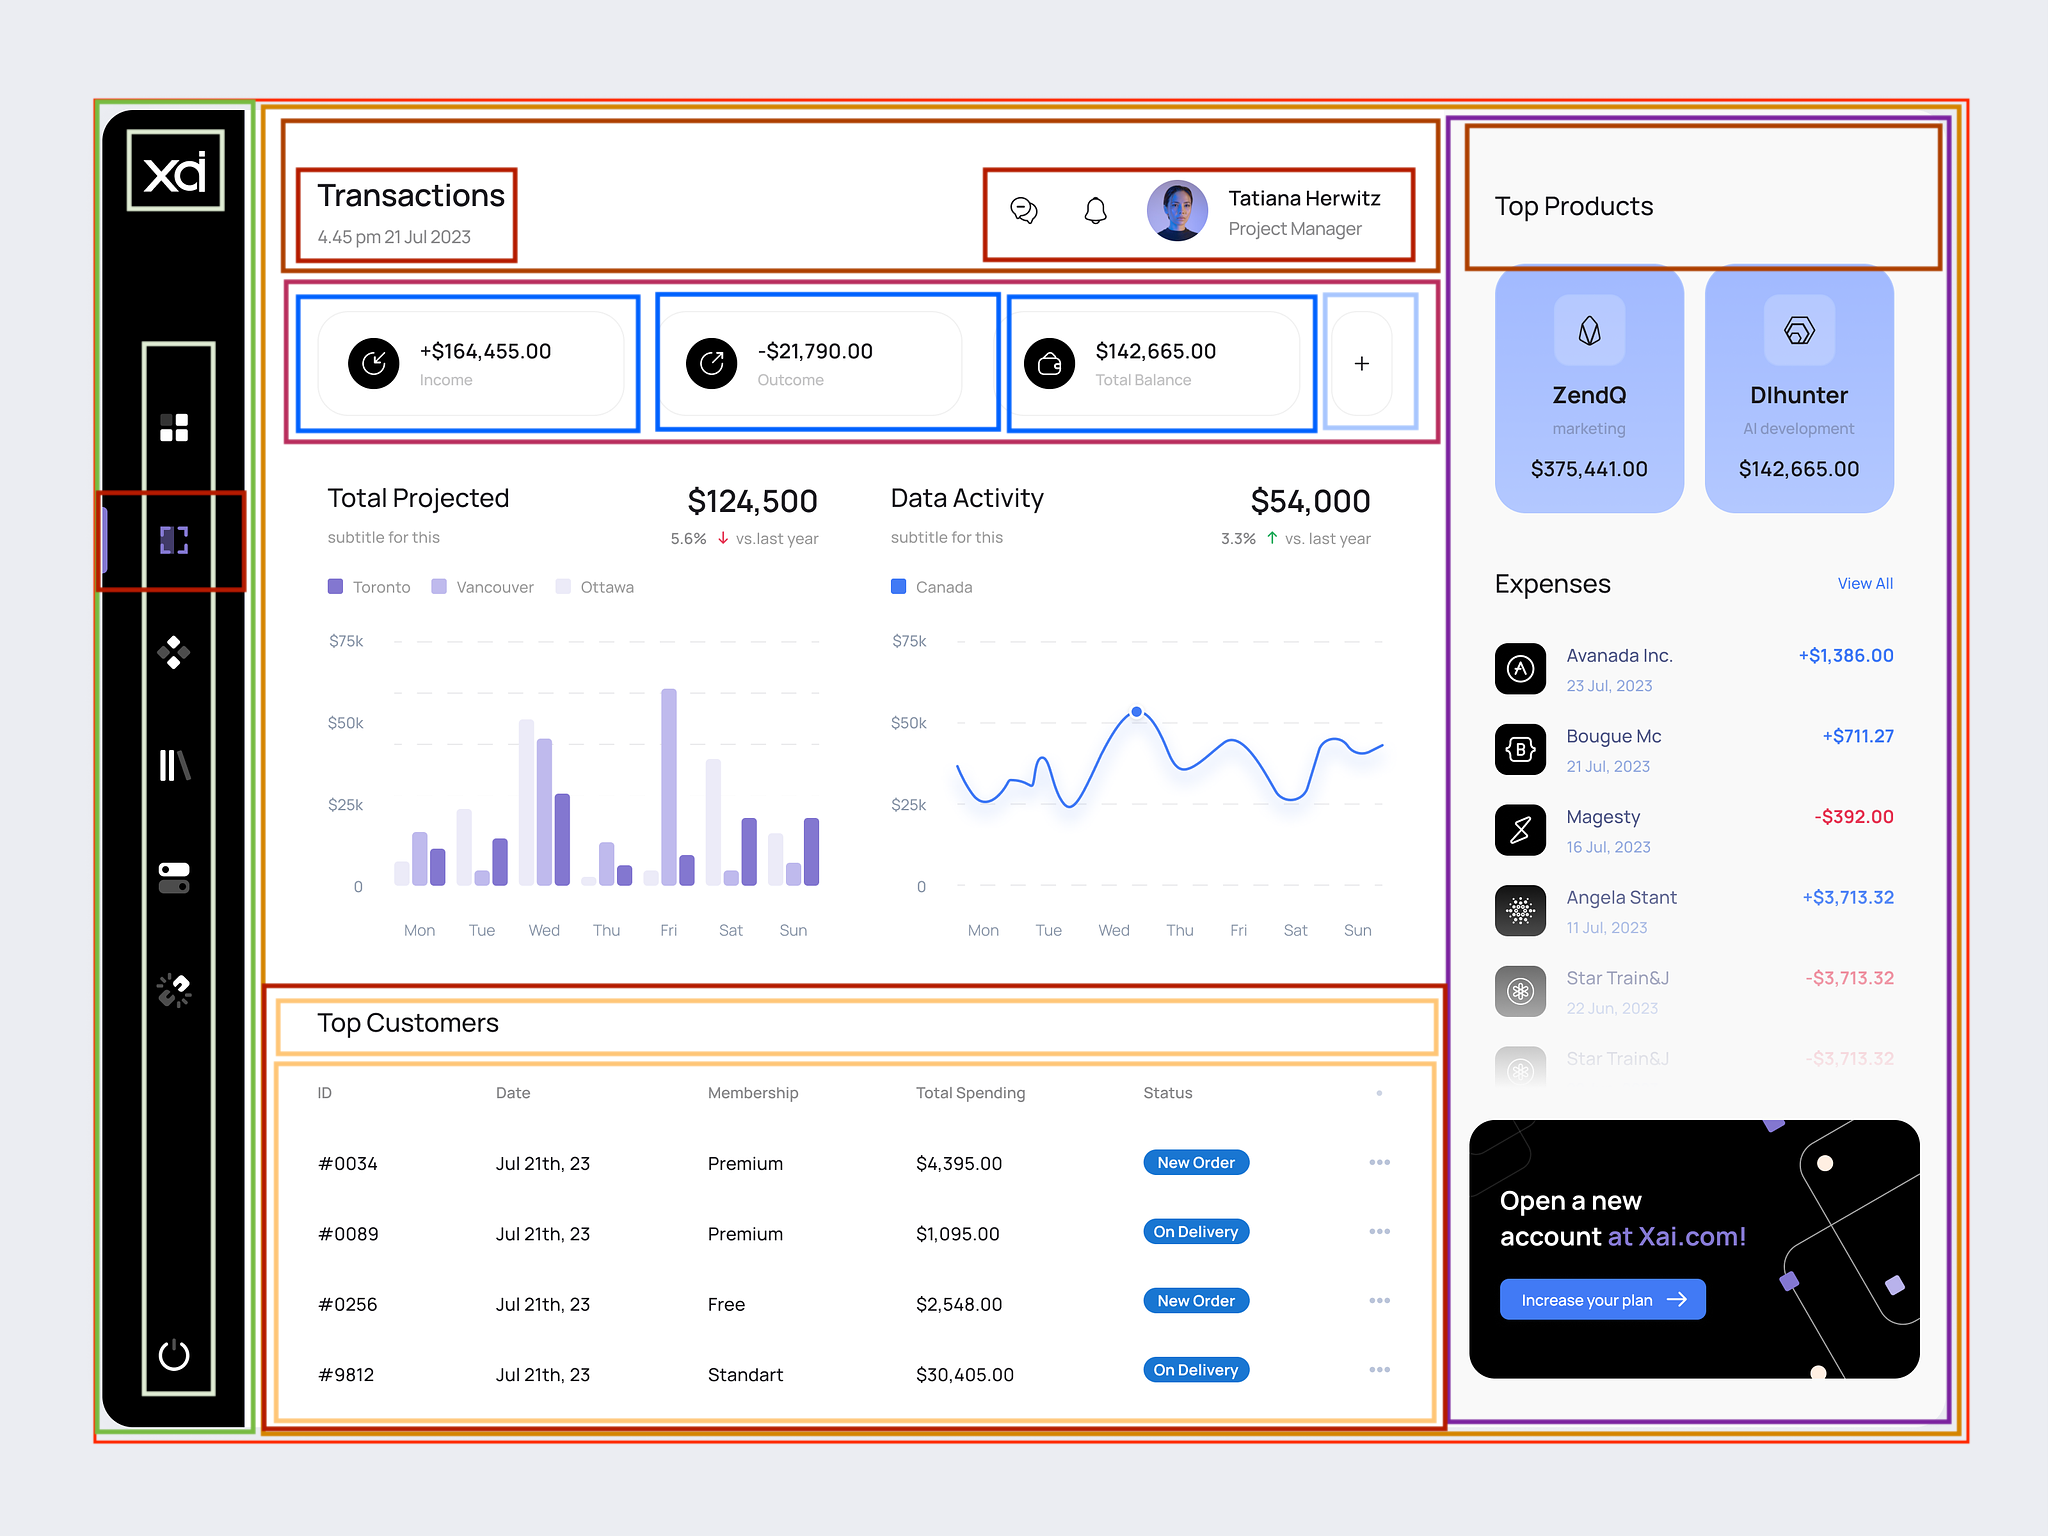 xai
Transactions
4.45 pm 21 Jul 2023
Tatiana Herwitz
Project Manager
+$164,455.00
Income
-$21,790.00
Outcome
$142,665.00
Total Balance
+
Total Projected
$124,500
subtitle for this
5.6% ↓ vs.last year
Toronto Vancouver Ottawa
$75k
$50k
$25k
0
Mon Tue Wed Thu Fri Sat Sun
Data Activity
$54,000
subtitle for this
3.3% ↑ vs. last year
Canada
$75k
$50k
$25k
0
Mon Tue Wed Thu Fri Sat Sun
Top Customers
ID Date Membership Total Spending Status
#0034 Jul 21th, 23 Premium $4,395.00 New Order
#0089 Jul 21th, 23 Premium $1,095.00 On Delivery
#0256 Jul 21th, 23 Free $2,548.00 New Order
#9812 Jul 21th, 23 Standart $30,405.00 On Delivery
Top Products
ZendQ
marketing
$375,441.00
Dlhunter
AI development
$142,665.00
Expenses
View All
Avanada Inc. +$1,386.00
23 Jul, 2023
B
Bougue Mc +$711.27
21 Jul, 2023
Magesty -$392.00
16 Jul, 2023
Angela Stant +$3,713.32
11 Jul, 2023
Star Train&J -$3,713.32
22 Jun, 2023
Star Train&J -$3,713.32
Open a new
account at Xai.com!
Increase your plan →